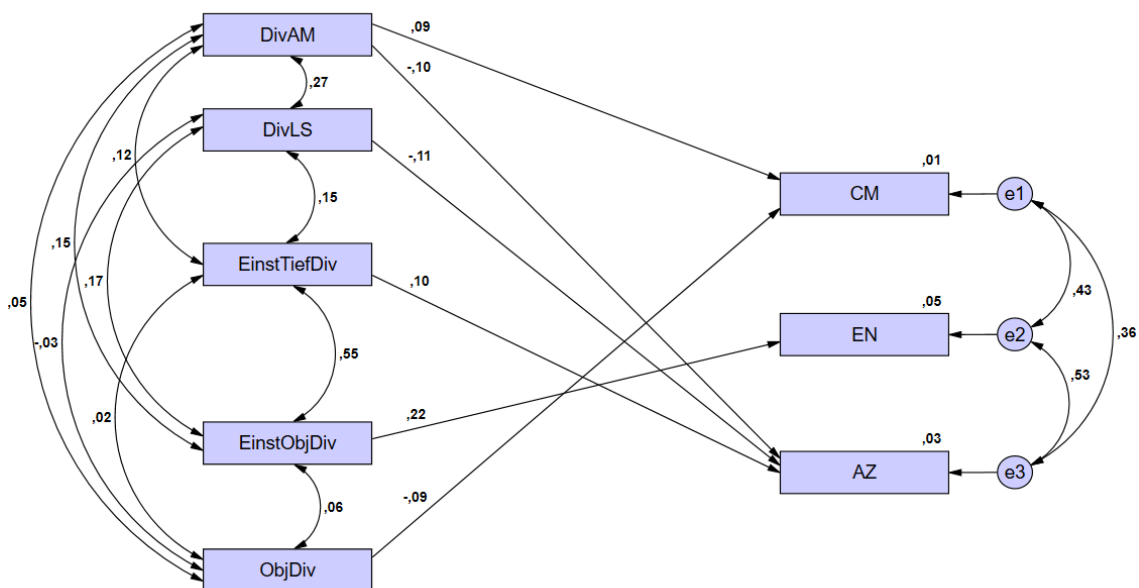 DivAM
,09
-,10
,27
DivLS
-,11
,12
,01
,15
CM
e1
,15
EinstTiefDiv
,10
,17
,43
,05
,05
EN
e2
,36
-,03
,55
,53
,02
EinstObjDiv
,22
,03
AZ
e3
-,09
,06
ObjDiv